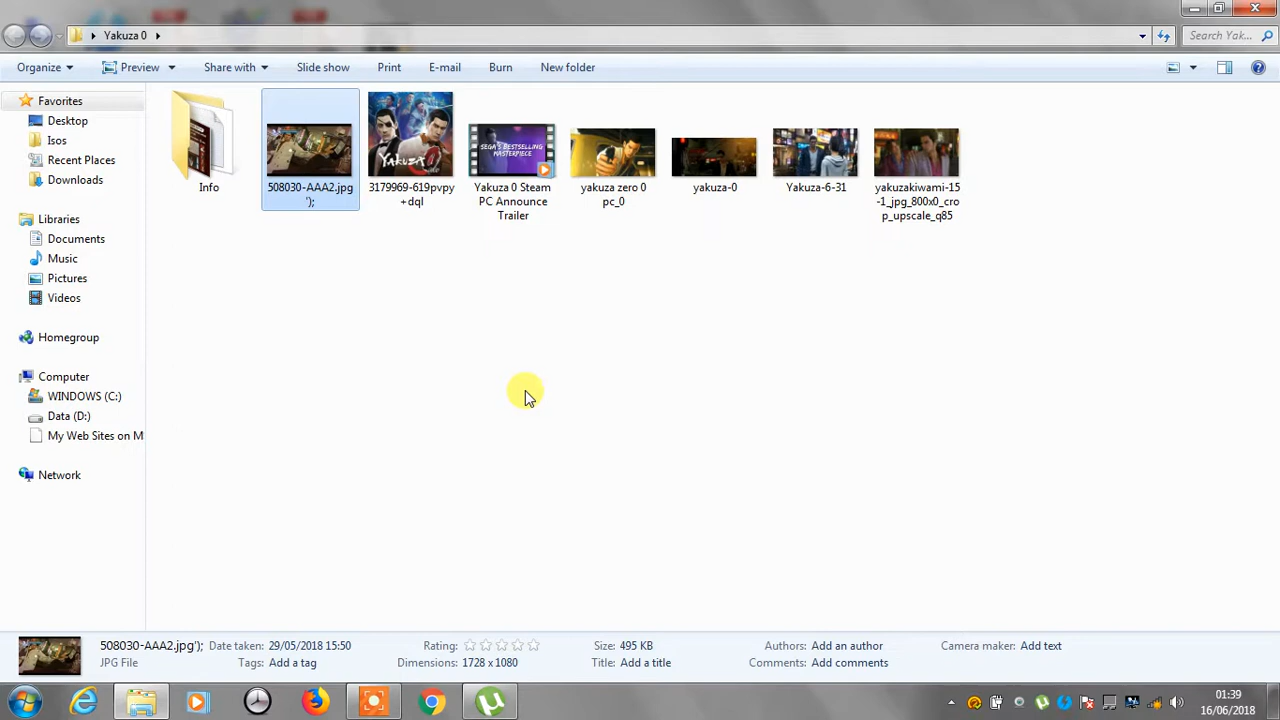 Yakuza 0
Search Yak...
Organize
Preview
Share with
Slide show
Print
E-mail
Burn
New folder
Favorites
Desktop
Isos
Recent Places
Downloads
Libraries
Documents
Music
Pictures
Videos
Homegroup
Computer
WINDOWS (C:)
Data (D:)
My Web Sites on M
Network
Info
508030-AAA2.jpg
');
3179969-619pvpy
+dql
SEGA'S BESTSELLING
MASTERPIECE
Yakuza 0 Steam
PC Announce
Trailer
yakuza zero 0
pc_0
yakuza-0
Yakuza-6-31
yakuzakiwami-15
-1_jpg_800x0_cro
p_upscale_q85
508030-AAA2.jpg');
JPG File
Date taken: 29/05/2018 15:50
Tags: Add a tag
Rating:
Dimensions: 1728 x 1080
Size: 495 KB
Title: Add a title
Authors: Add an author
Comments: Add comments
Camera maker: Add text
01:39
16/06/2018